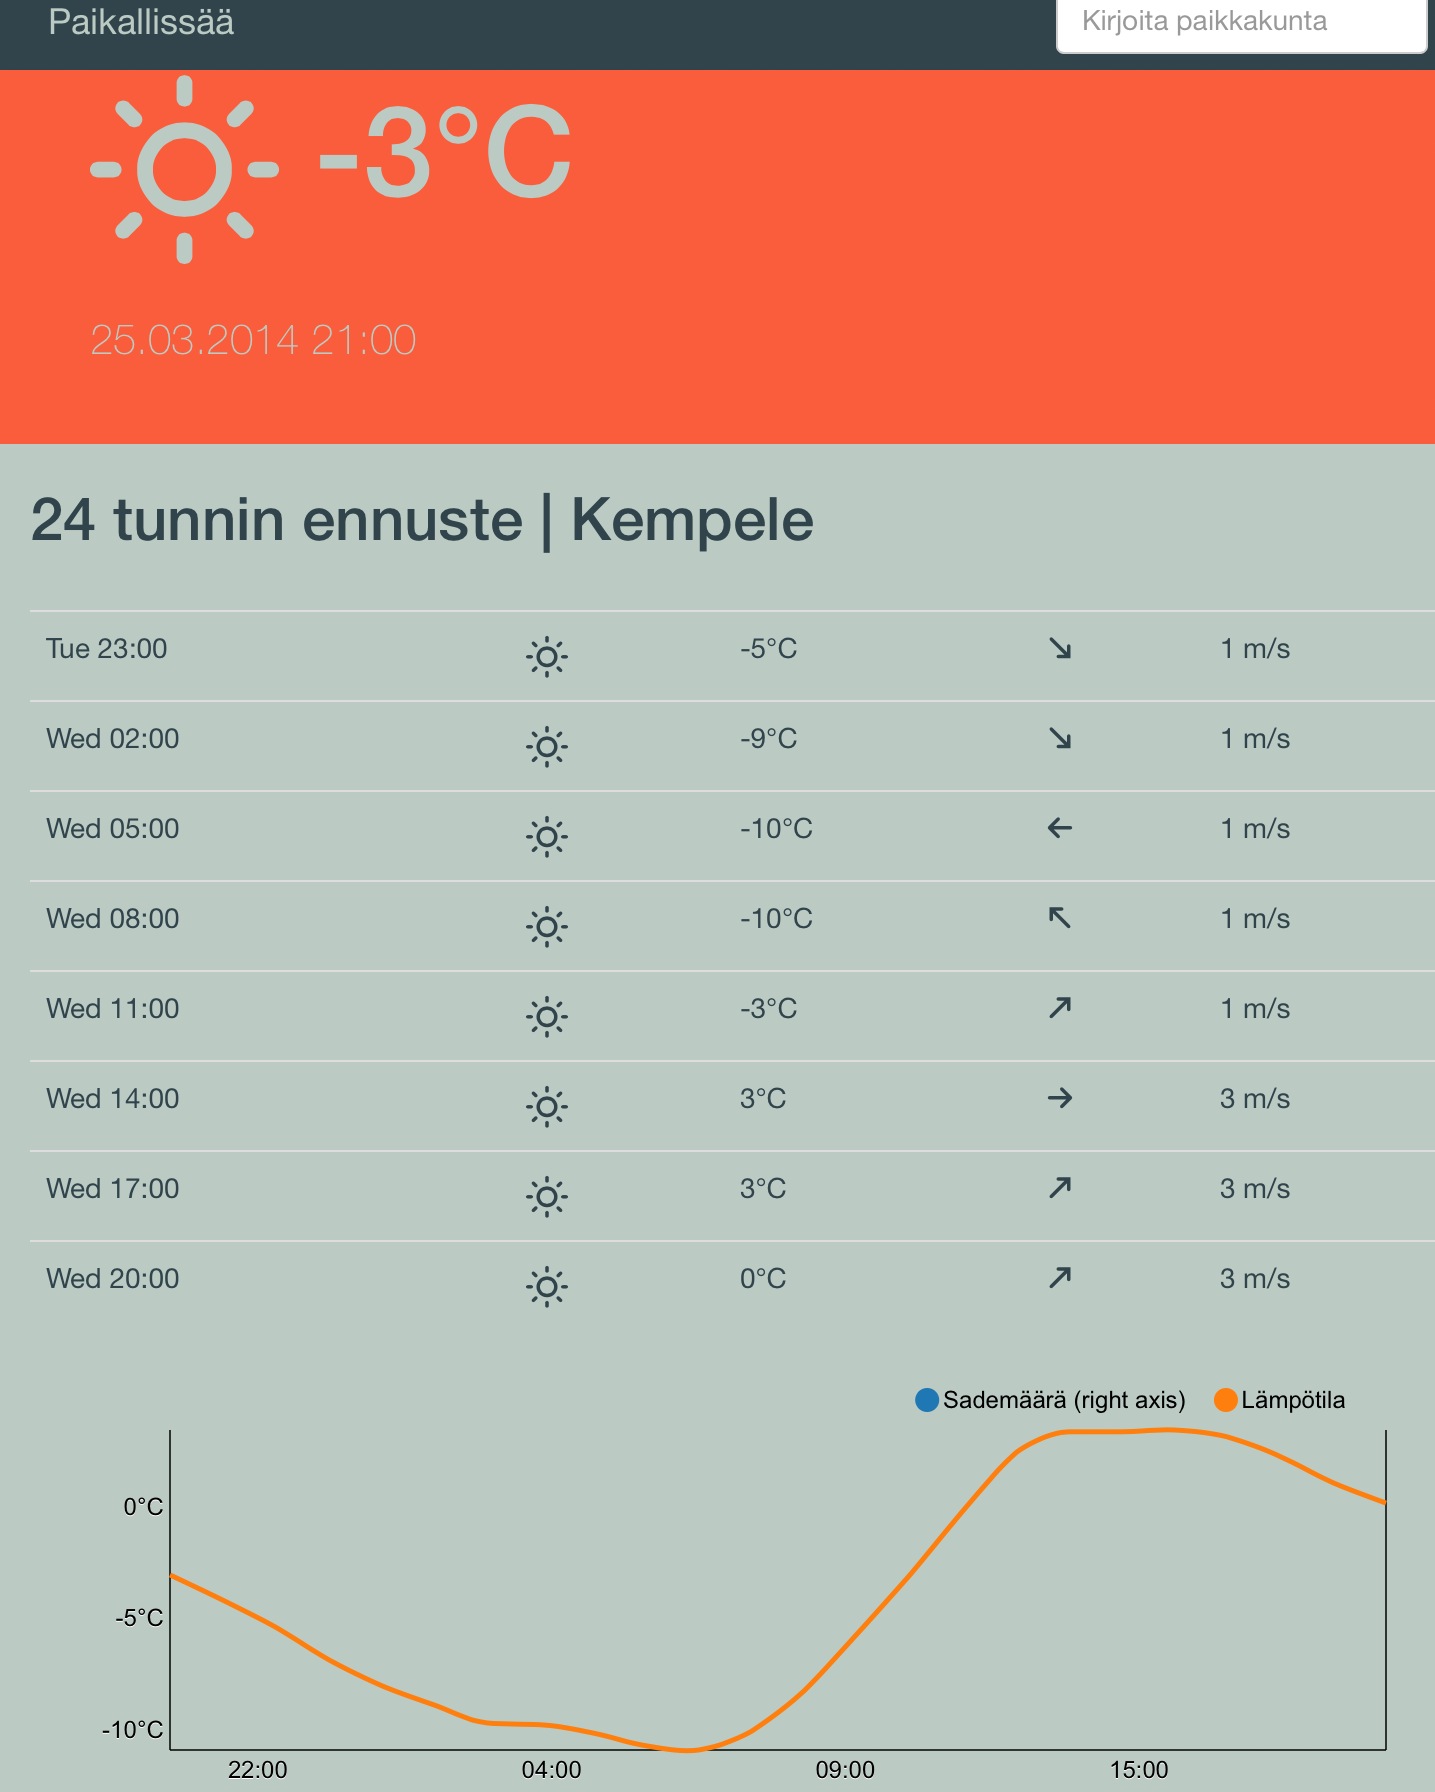 Paikallissää Kirjoita paikkakunta
-3°C
25.03.2014 21:00
24 tunnin ennuste | Kempele
Tue 23:00 -5°C ↘ 1 m/s
Wed 02:00 -9°C ↘ 1 m/s
Wed 05:00 -10°C ← 1 m/s
Wed 08:00 -10°C ↖ 1 m/s
Wed 11:00 -3°C ↗ 1 m/s
Wed 14:00 3°C → 3 m/s
Wed 17:00 3°C ↗ 3 m/s
Wed 20:00 0°C ↗ 3 m/s
Sademäärä (right axis) Lämpötila
0°C
-5°C
-10°C
22:00 04:00 09:00 15:00